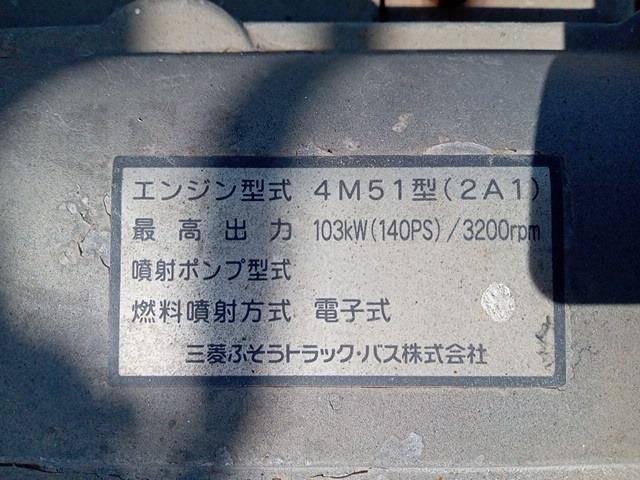 エンジン型式 4M51型(2A1)
最高出力 103kW(140PS)/3200rpm
噴射ポンプ型式
燃料噴射方式 電子式
三菱ふそうトラック・バス株式会社